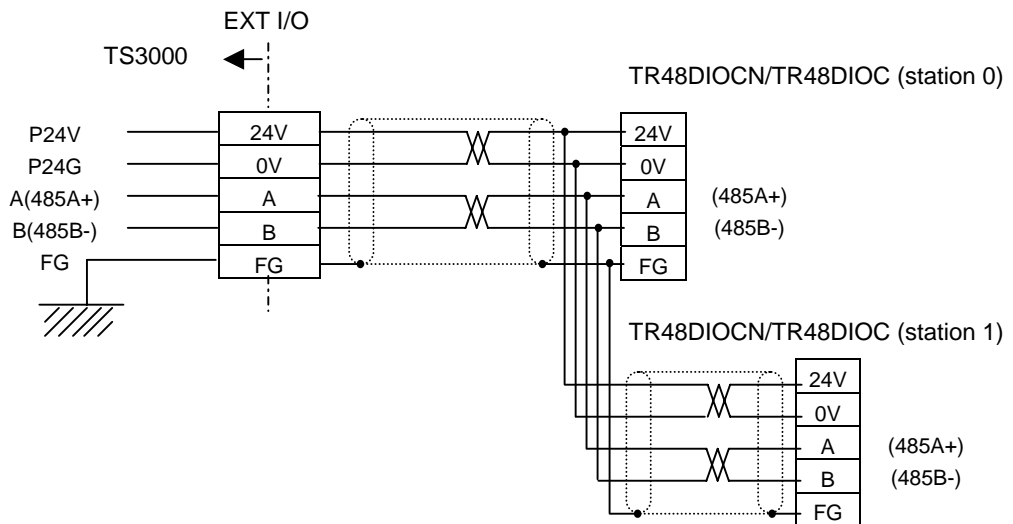 EXT I/O
TS3000
TR48DIOCN/TR48DIOC (station 0)
P24V 24V 24V
P24G 0V 0V
A(485A+) A A (485A+)
B(485B-) B B (485B-)
FG FG FG
TR48DIOCN/TR48DIOC (station 1)
24V
0V
A (485A+)
B (485B-)
FG